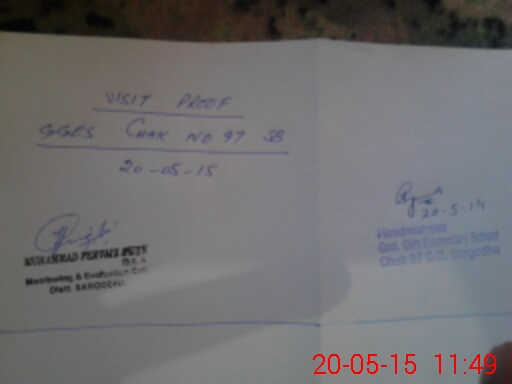 VISIT PROOF
GGES CHAK NO 97 SB
20-05-15
20-5 14
MUHAMMAD PERVAIZ
Monitoring & Evaluation Cell
Distt. SARGODHA
Headmistress
Govt. Girls Elementary School
Chak 97 S.B. Sargodha
20-05-15 11:49